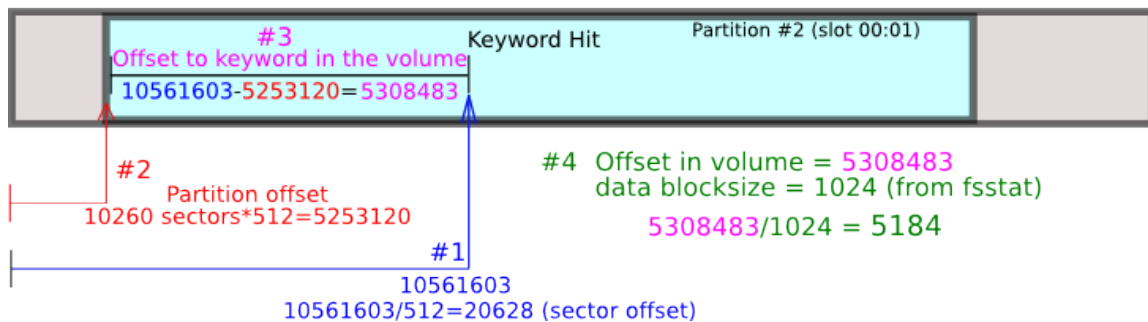 #3
Offset to keyword in the volume
10561603-5253120=5308483
Keyword Hit
Partition #2 (slot 00:01)
#2
Partition offset
10260 sectors*512=5253120
#4 Offset in volume = 5308483
data blocksize = 1024 (from fsstat)
5308483/1024 = 5184
#1
10561603
10561603/512=20628 (sector offset)